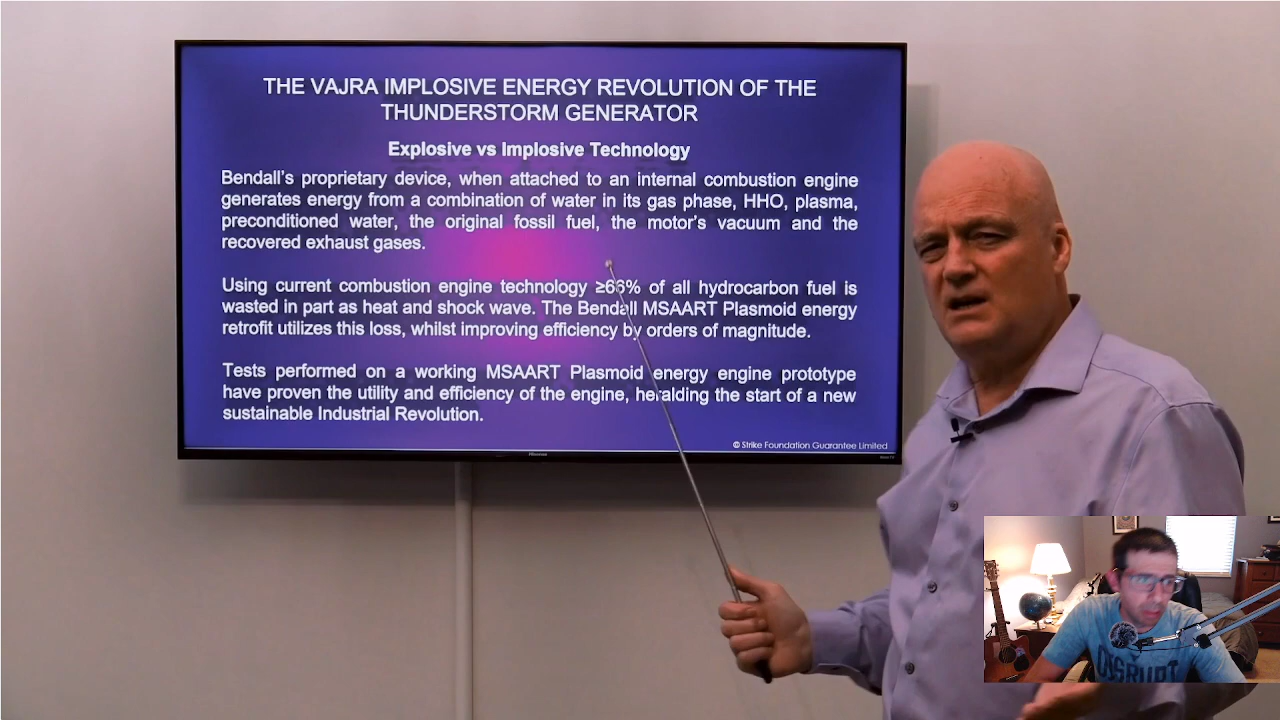 THE VAJRA IMPLOSIVE ENERGY REVOLUTION OF THE
THUNDERSTORM GENERATOR
Explosive vs Implosive Technology
Bendall's proprietary device, when attached to an internal combustion engine
generates energy from a combination of water in its gas phase, HHO, plasma,
preconditioned water, the original fossil fuel, the motor's vacuum and the
recovered exhaust gases.
Using current combustion engine technology ≥66% of all hydrocarbon fuel is
wasted in part as heat and shock wave. The Bendall MSAART Plasmoid energy
retrofit utilizes this loss, whilst improving efficiency by orders of magnitude.
Tests performed on a working MSAART Plasmoid energy engine prototype
have proven the utility and efficiency of the engine, heralding the start of a new
sustainable Industrial Revolution.
© Strike Foundation Guarantee Limited
Hisense
DISRUPT